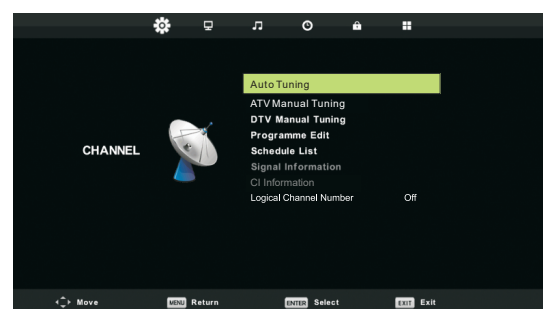 Auto Tuning
ATV Manual Tuning
DTV Manual Tuning
Programme Edit
CHANNEL
Schedule List
Signal Information
CI Information
Logical Channel Number Off
Move MENU Return ENTER Select EXIT Exit